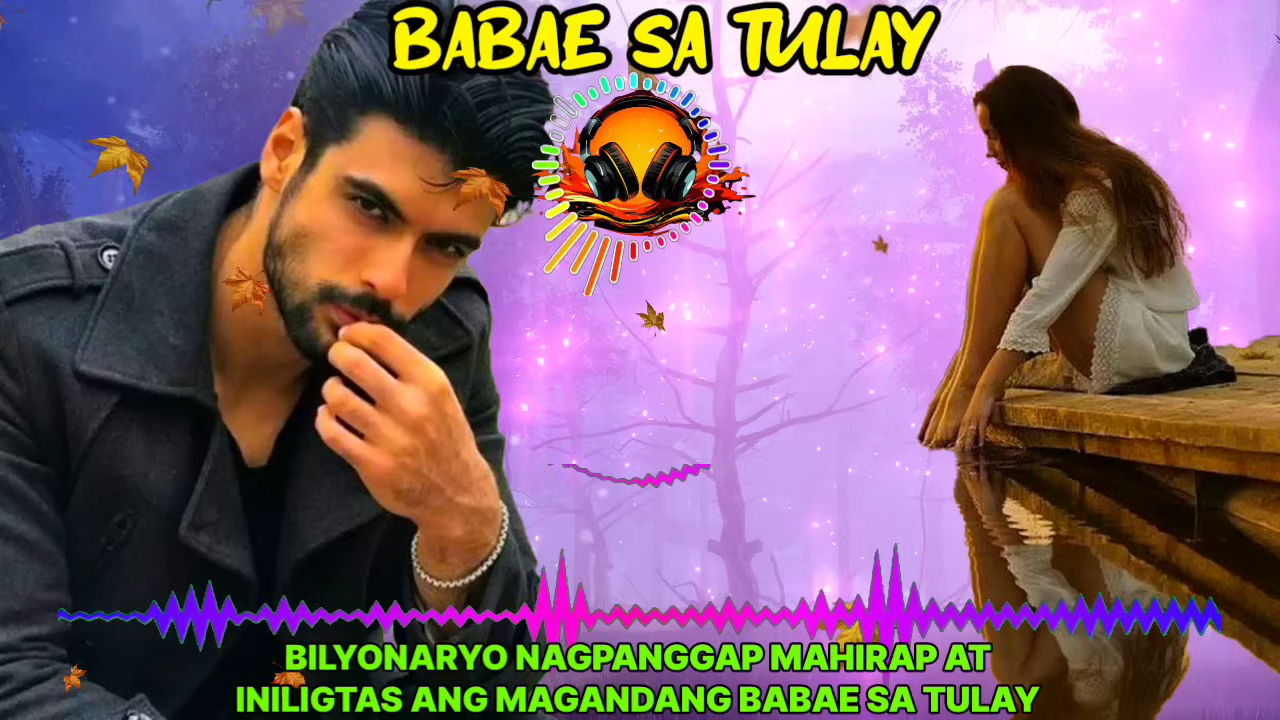 BABAE SA TULAY
BILYONARYO NAGPANGGAP MAHIRAP AT
INILIGTAS ANG MAGANDANG BABAE SA TULAY